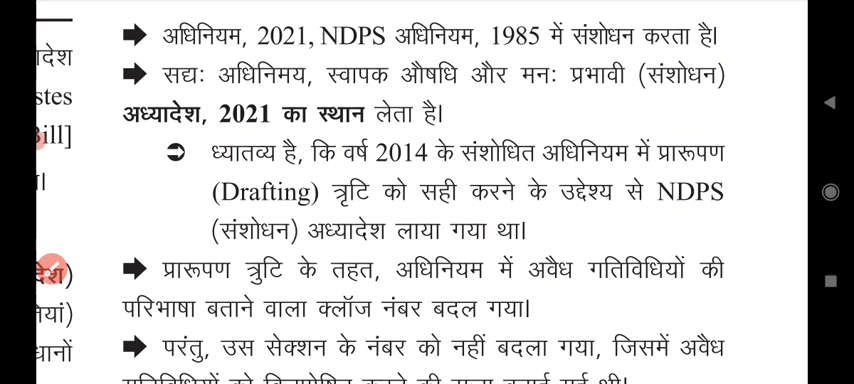 ➡ अधिनियम, 2021, NDPS अधिनियम, 1985 में संशोधन करता है।
➡ सद्यः अधिनिमय, स्वापक औषधि और मनः प्रभावी (संशोधन)
अध्यादेश, 2021 का स्थान लेता है।
➲ ध्यातव्य है, कि वर्ष 2014 के संशोधित अधिनियम में प्रारूपण
(Drafting) त्रृटि को सही करने के उद्देश्य से NDPS
(संशोधन) अध्यादेश लाया गया था।
➡ प्रारूपण त्रुटि के तहत, अधिनियम में अवैध गतिविधियों की
परिभाषा बताने वाला क्लॉज नंबर बदल गया।
➡ परंतु, उस सेक्शन के नंबर को नहीं बदला गया, जिसमें अवैध